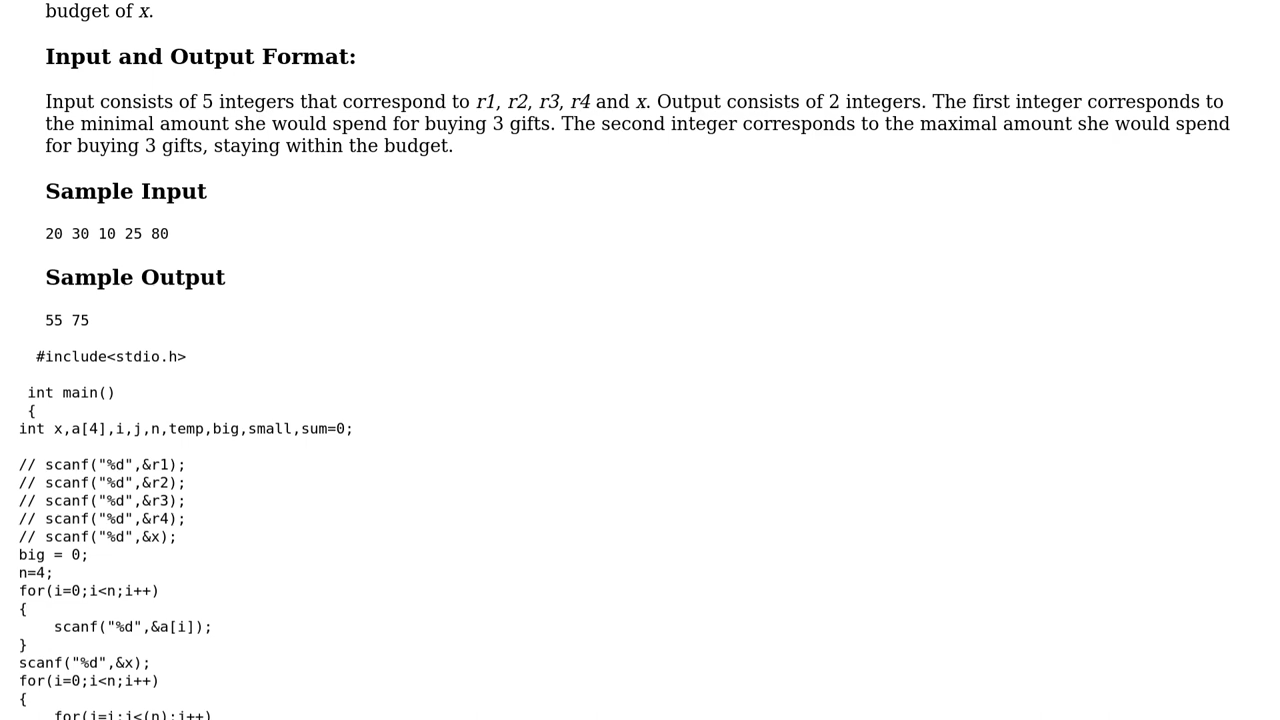 budget of x.
Input and Output Format:
Input consists of 5 integers that correspond to r1, r2, r3, r4 and x. Output consists of 2 integers. The first integer corresponds to
the minimal amount she would spend for buying 3 gifts. The second integer corresponds to the maximal amount she would spend
for buying 3 gifts, staying within the budget.
Sample Input
20 30 10 25 80
Sample Output
55 75
#include<stdio.h>
int main()
{
int x,a[4],i,j,n,temp,big,small,sum=0;
// scanf("%d",&r1);
// scanf("%d",&r2);
// scanf("%d",&r3);
// scanf("%d",&r4);
// scanf("%d",&x);
big = 0;
n=4;
for(i=0;i<n;i++)
{
    scanf("%d",&a[i]);
}
scanf("%d",&x);
for(i=0;i<n;i++)
{
    for(j=i;j<(n);j++)